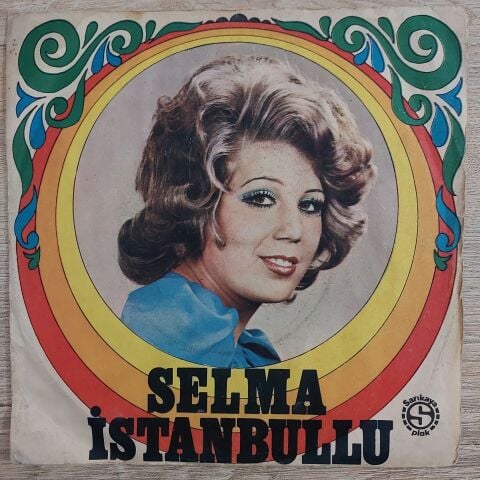 SELMA
İSTANBULLU
Sarıkaya
S
plak